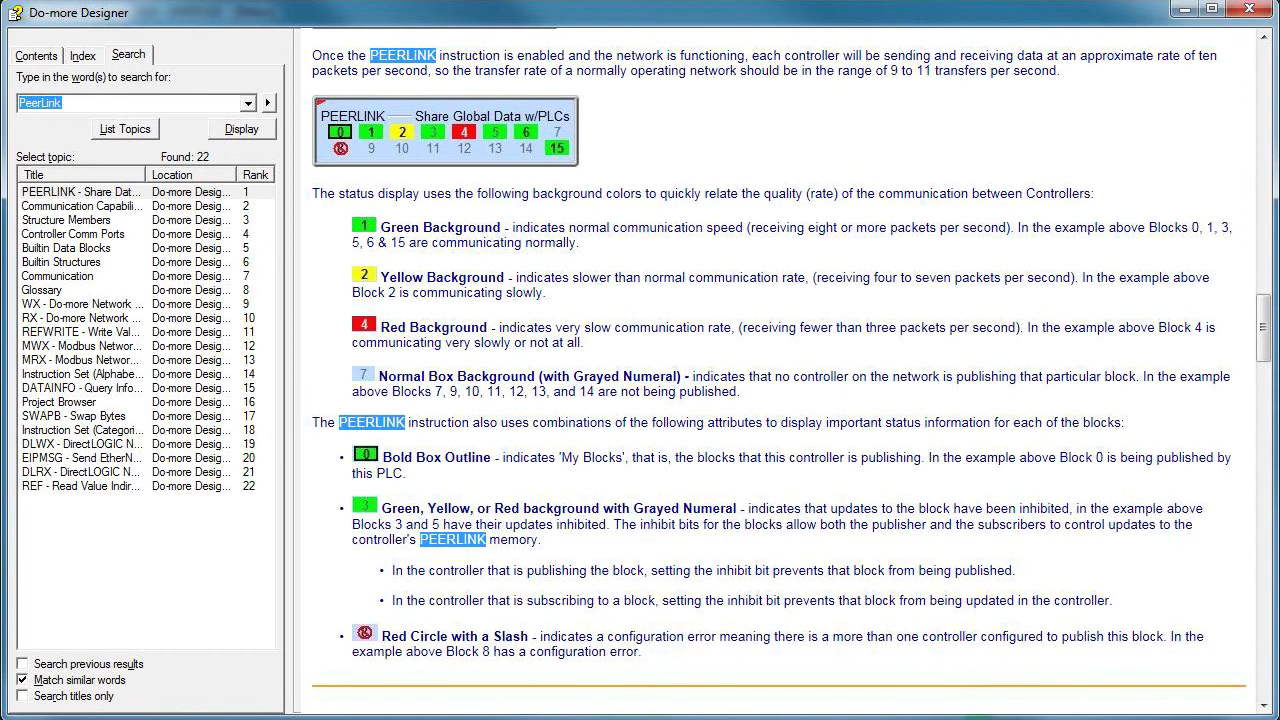 Do-more Designer
Contents Index Search
Type in the word(s) to search for:
PeerLink
List Topics Display
Select topic: Found: 22
Title Location Rank
PEERLINK - Share Dat... Do-more Desig... 1
Communication Capabili... Do-more Desig... 2
Structure Members Do-more Desig... 3
Controller Comm Ports Do-more Desig... 4
Builtin Data Blocks Do-more Desig... 5
Builtin Structures Do-more Desig... 6
Communication Do-more Desig... 7
Glossary Do-more Desig... 8
WX - Do-more Network ... Do-more Desig... 9
RX - Do-more Network ... Do-more Desig... 10
REFWRITE - Write Val... Do-more Desig... 11
MWX - Modbus Networ... Do-more Desig... 12
MRX - Modbus Networ... Do-more Desig... 13
Instruction Set (Alphabe... Do-more Desig... 14
DATAINFO - Query Info... Do-more Desig... 15
Project Browser Do-more Desig... 16
SWAPB - Swap Bytes Do-more Desig... 17
Instruction Set (Categori... Do-more Desig... 18
DLWX - DirectLOGIC N... Do-more Desig... 19
EIPMSG - Send EtherN... Do-more Desig... 20
DLRX - DirectLOGIC N... Do-more Desig... 21
REF - Read Value Indir... Do-more Desig... 22
Search previous results
Match similar words
Search titles only
Once the PEERLINK instruction is enabled and the network is functioning, each controller will be sending and receiving data at an approximate rate of ten
packets per second, so the transfer rate of a normally operating network should be in the range of 9 to 11 transfers per second.
PEERLINK Share Global Data w/PLCs
0 1 2 3 4 5 6 7
8 9 10 11 12 13 14 15
The status display uses the following background colors to quickly relate the quality (rate) of the communication between Controllers:
1 Green Background - indicates normal communication speed (receiving eight or more packets per second). In the example above Blocks 0, 1, 3,
5, 6 & 15 are communicating normally.
2 Yellow Background - indicates slower than normal communication rate, (receiving four to seven packets per second). In the example above
Block 2 is communicating slowly.
4 Red Background - indicates very slow communication rate, (receiving fewer than three packets per second). In the example above Block 4 is
communicating very slowly or not at all.
7 Normal Box Background (with Grayed Numeral) - indicates that no controller on the network is publishing that particular block. In the example
above Blocks 7, 9, 10, 11, 12, 13, and 14 are not being published.
The PEERLINK instruction also uses combinations of the following attributes to display important status information for each of the blocks:
• 0 Bold Box Outline - indicates 'My Blocks', that is, the blocks that this controller is publishing. In the example above Block 0 is being published by
this PLC.
• 3 Green, Yellow, or Red background with Grayed Numeral - indicates that updates to the block have been inhibited, in the example above
Blocks 3 and 5 have their updates inhibited. The inhibit bits for the blocks allow both the publisher and the subscribers to control updates to the
controller's PEERLINK memory.
• In the controller that is publishing the block, setting the inhibit bit prevents that block from being published.
• In the controller that is subscribing to a block, setting the inhibit bit prevents that block from being updated in the controller.
• 8 Red Circle with a Slash - indicates a configuration error meaning there is a more than one controller configured to publish this block. In the
example above Block 8 has a configuration error.